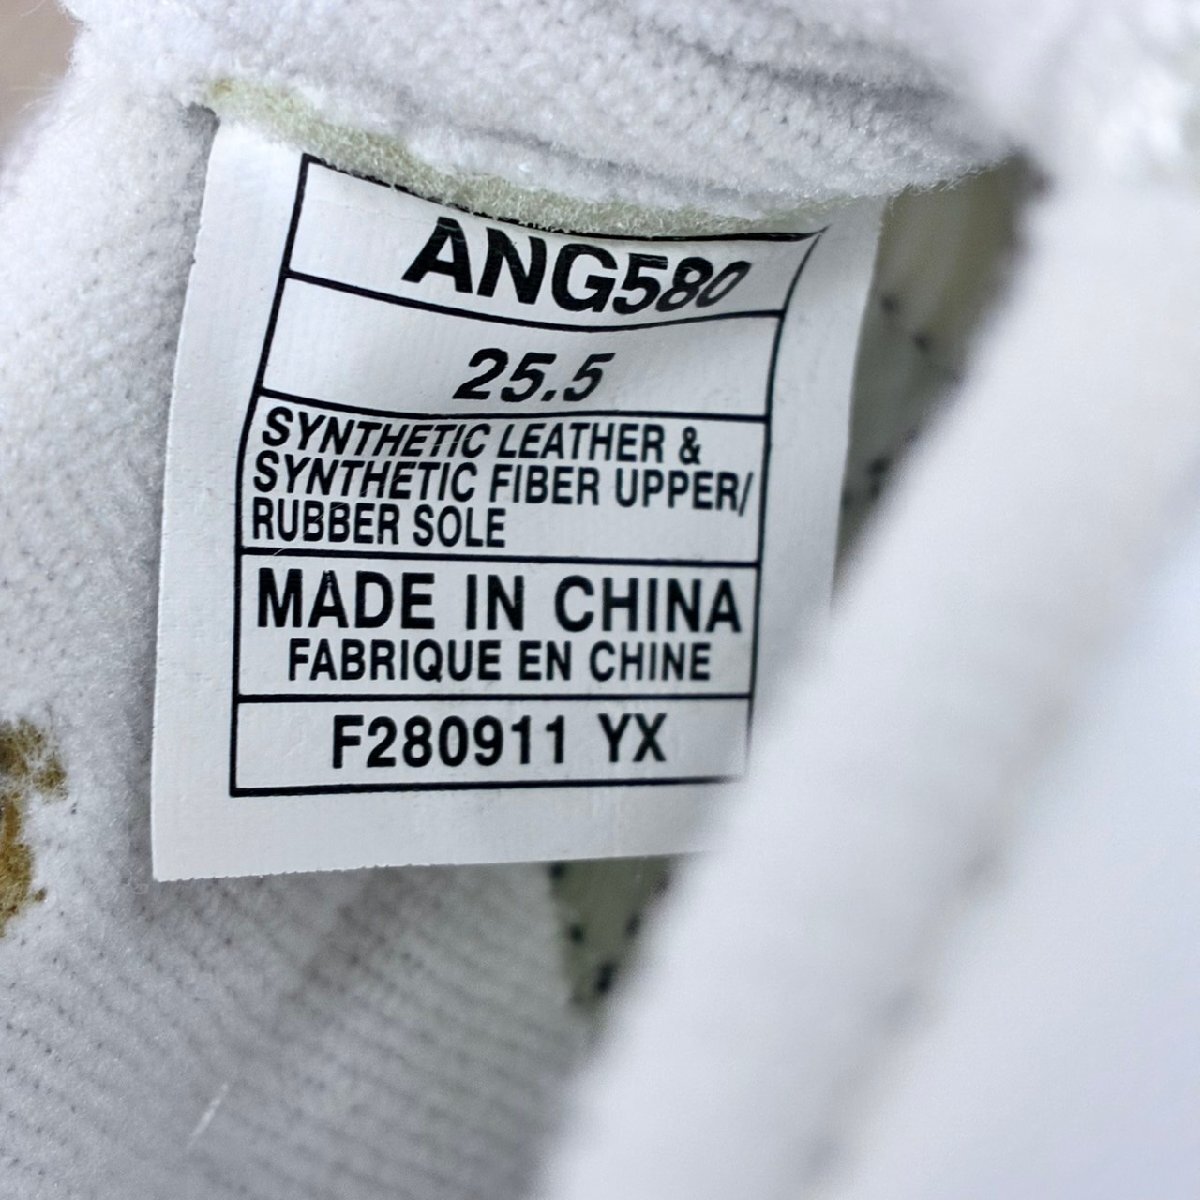 ANG580
25.5
SYNTHETIC LEATHER &
SYNTHETIC FIBER UPPER/
RUBBER SOLE
MADE IN CHINA
FABRIQUE EN CHINE
F280911 YX